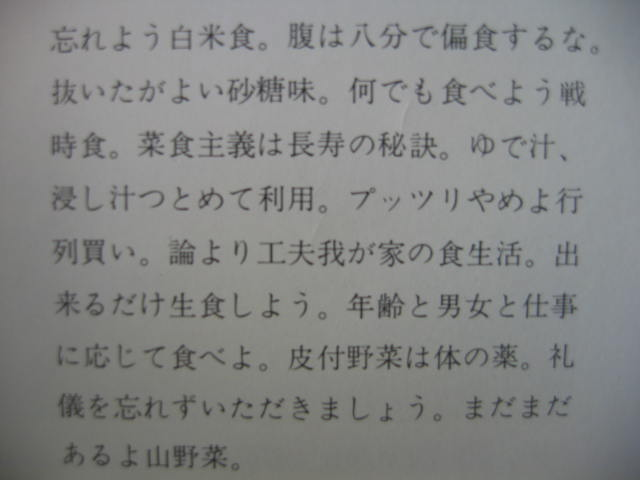 忘れよう白米食。腹は八分で偏食するな。
抜いたがよい砂糖味。何でも食べよう戦
時食。菜食主義は長寿の秘訣。ゆで汁、
浸し汁つとめて利用。プッツリやめよ行
列買い。論より工夫我が家の食生活。出
来るだけ生食しよう。年齢と男女と仕事
に応じて食べよ。皮付野菜は体の薬。礼
儀を忘れずいただきましょう。まだまだ
あるよ山野菜。